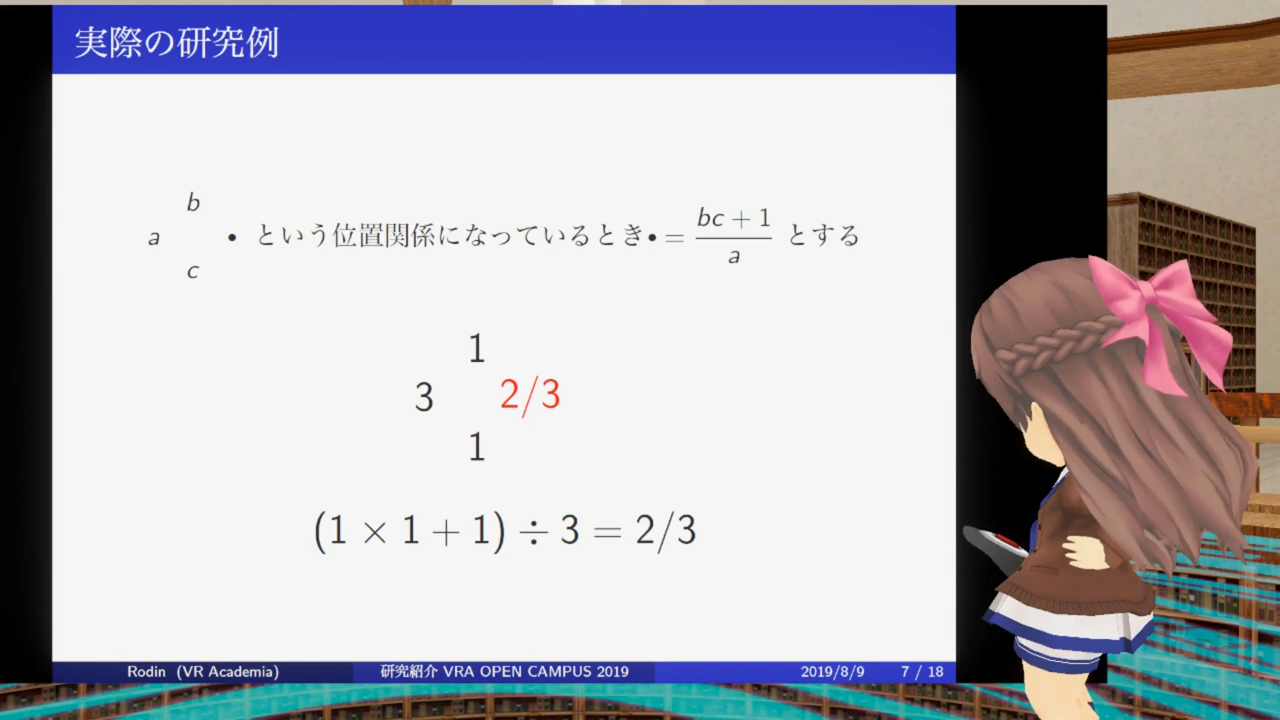 実際の研究例
b
a • という位置関係になっているとき• = (bc + 1)/a とする
c
1
3 2/3
1
(1 × 1 + 1) ÷ 3 = 2/3
Rodin (VR Academia) 研究紹介 VRA OPEN CAMPUS 2019 2019/8/9 7 / 18